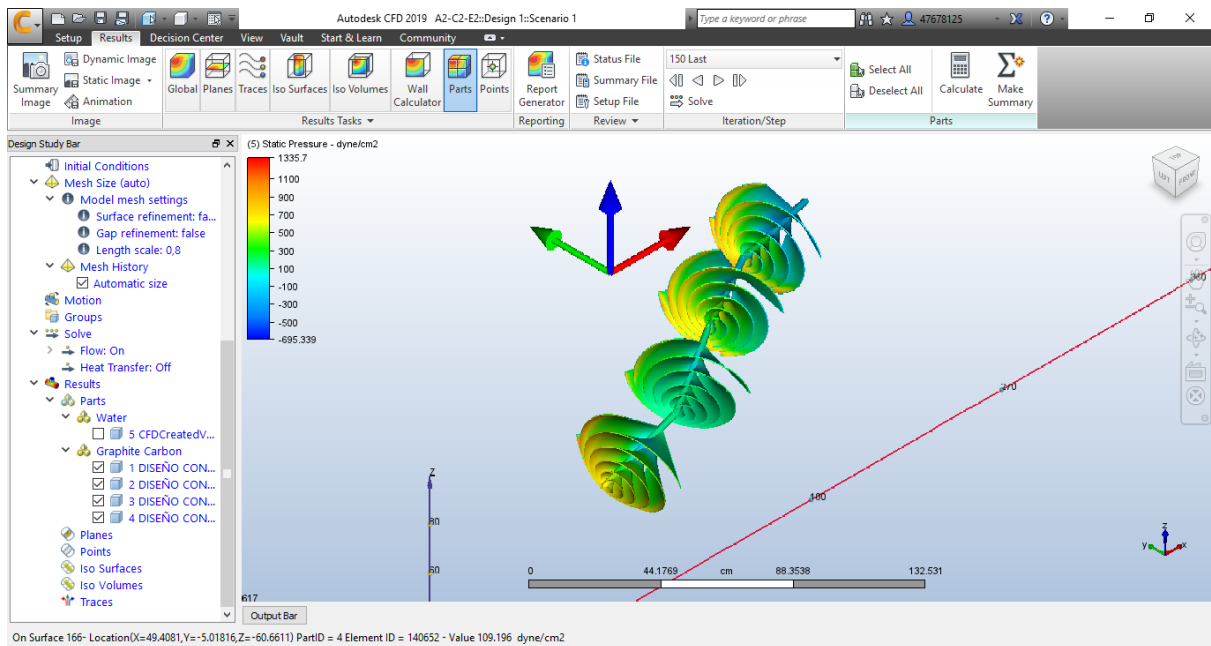 Autodesk CFD 2019 A2-C2-E2::Design 1::Scenario 1
Type a keyword or phrase
47678125
Setup Results Decision Center View Vault Start & Learn Community
Summary Image
Dynamic Image
Static Image
Animation
Global Planes Traces Iso Surfaces Iso Volumes Wall Calculator Parts Points
Report Generator
Status File
Summary File
Setup File
150 Last
Solve
Select All
Deselect All
Calculate
Make Summary
Image Results Tasks Reporting Review Iteration/Step Parts
Design Study Bar
Initial Conditions
Mesh Size (auto)
Model mesh settings
Surface refinement: fa...
Gap refinement: false
Length scale: 0,8
Mesh History
Automatic size
Motion
Groups
Solve
Flow: On
Heat Transfer: Off
Results
Parts
Water
5 CFDCreatedV...
Graphite Carbon
1 DISEÑO CON...
2 DISEÑO CON...
3 DISEÑO CON...
4 DISEÑO CON...
Planes
Points
Iso Surfaces
Iso Volumes
Traces
(5) Static Pressure - dyne/cm2
1335.7
1100
900
700
500
300
100
-100
-300
-500
-695.339
TOP
LEFT FRONT
360
270
180
Z
80
60
617
0 44.1769 cm 88.3538 132.531
z
y x
Output Bar
On Surface 166- Location(X=49.4081,Y=-5.01816,Z=-60.6611) PartID = 4 Element ID = 140652 - Value 109.196 dyne/cm2